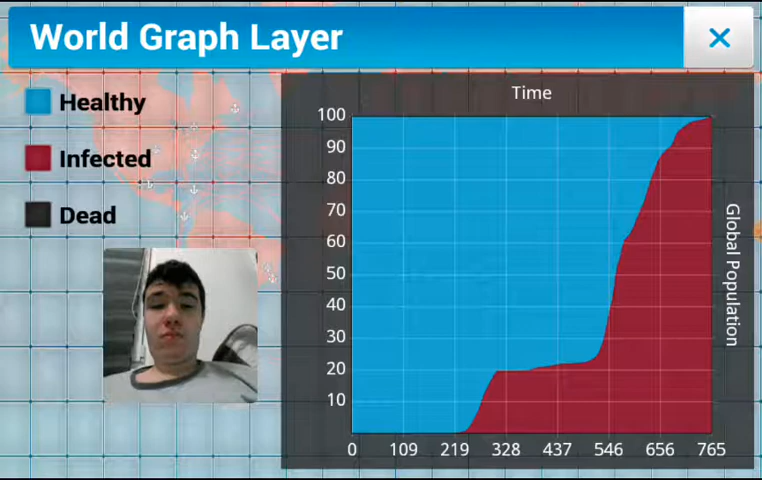 World Graph Layer
Healthy
Infected
Dead
Time
100
90
80
70
60
50
40
30
20
10
0 109 219 328 437 546 656 765
Global Population